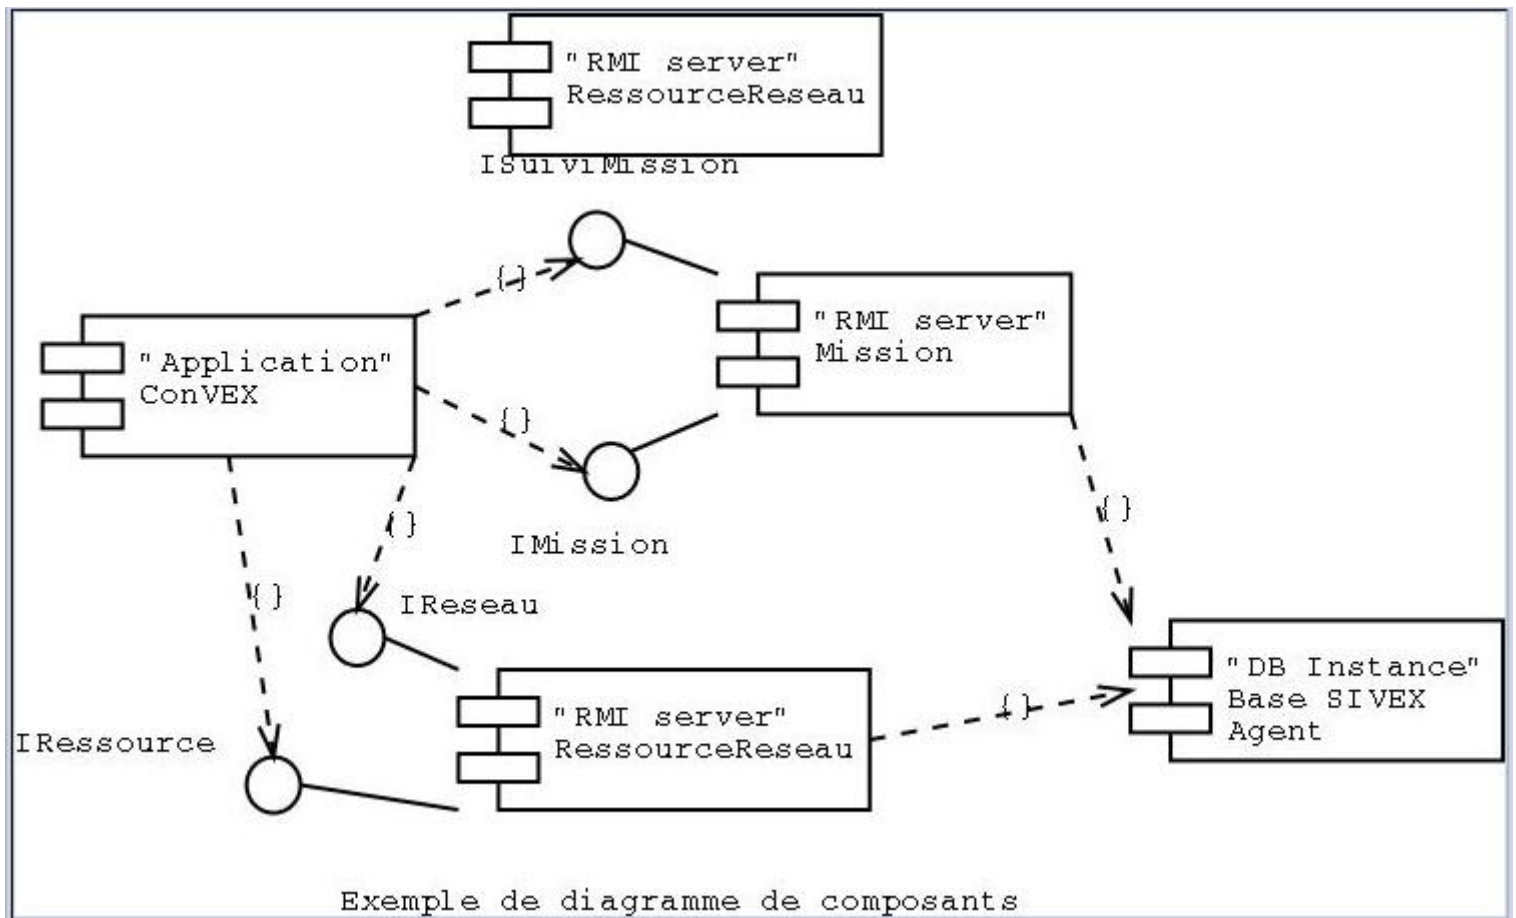 "RMI server"
RessourceReseau
ISuiviMission
{}
"RMI server"
Mission
"Application"
ConVEX
{}
{}
{}
IMission
{}
IReseau
"DB Instance"
Base SIVEX
Agent
{}
"RMI server"
RessourceReseau
IRessource
Exemple de diagramme de composants